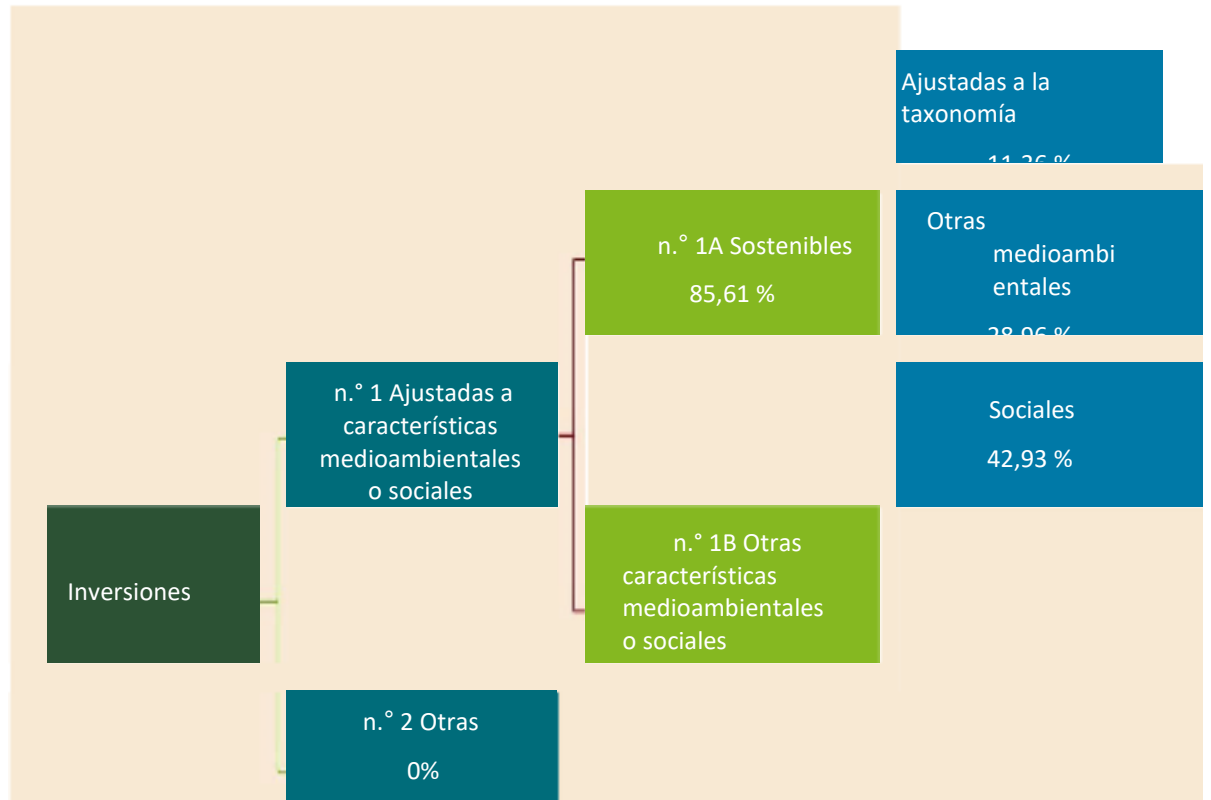 Ajustadas a la
taxonomía
n.° 1A Sostenibles
85,61 %
Otras
medioambi
entales
n.° 1 Ajustadas a
características
medioambientales
o sociales
Sociales
42,93 %
n.° 1B Otras
características
medioambientales
o sociales
Inversiones
n.° 2 Otras
0%